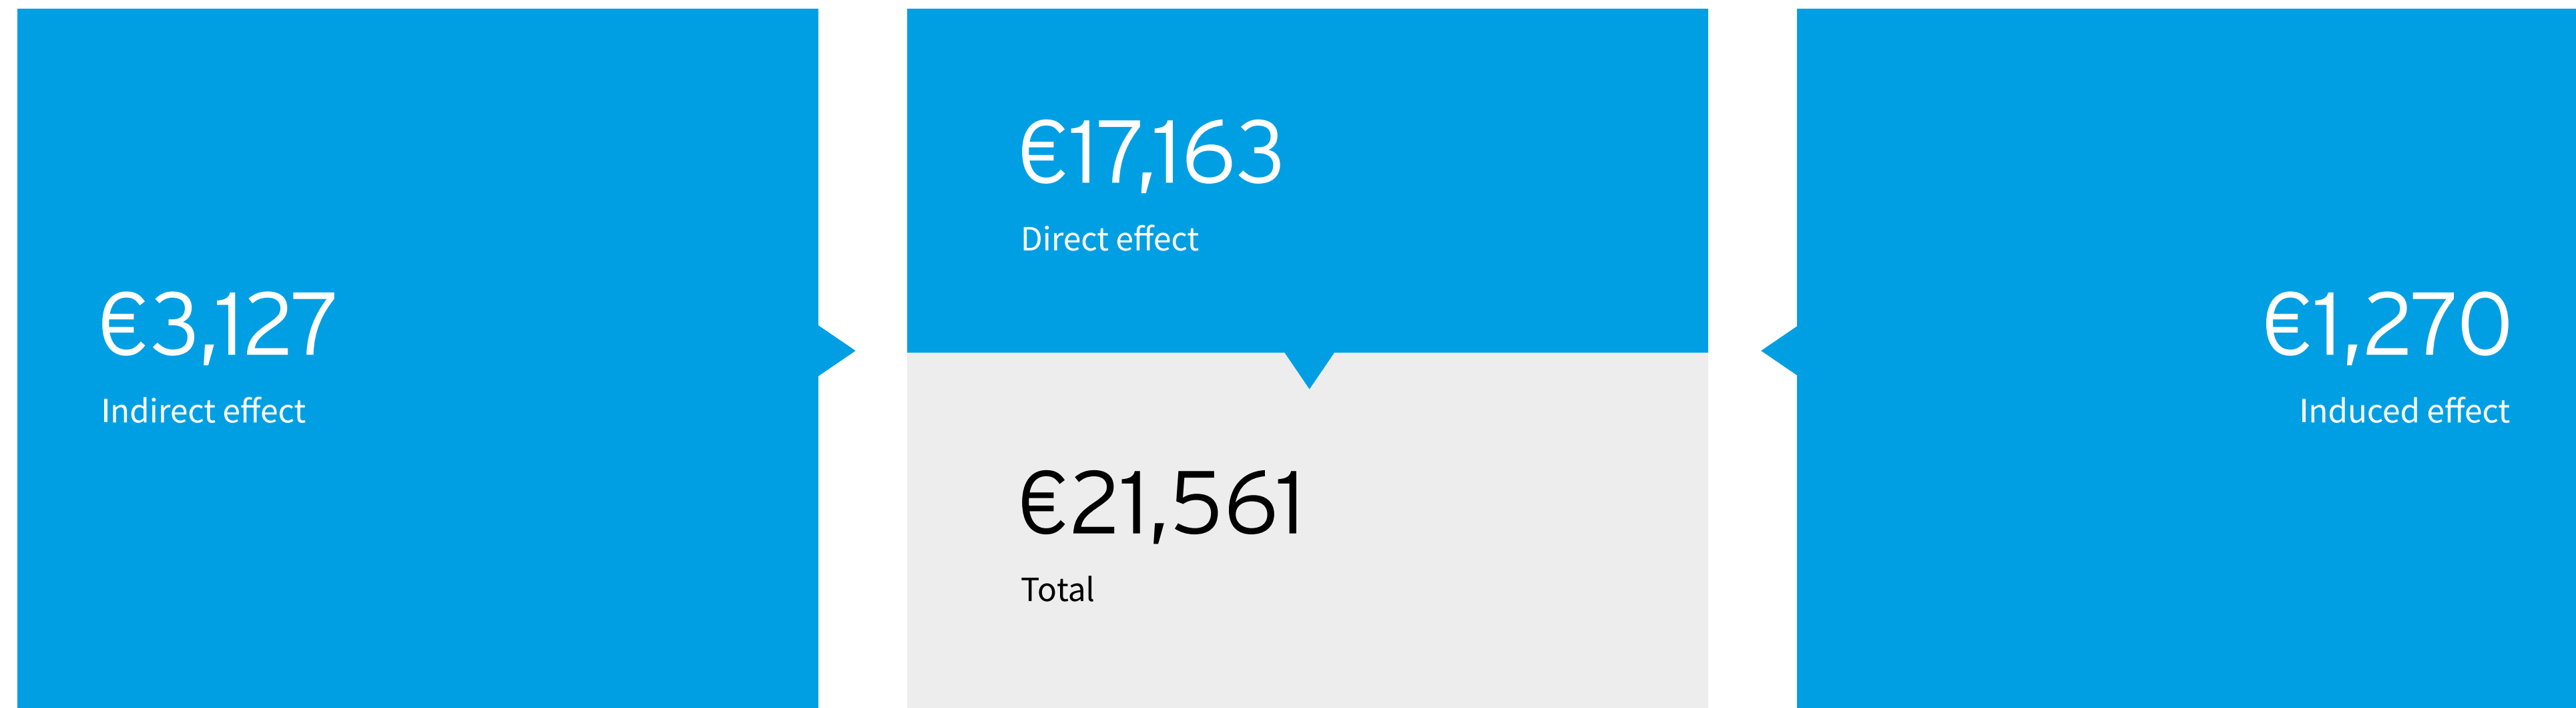 €3,127
Indirect effect
€17,163
Direct effect
€21,561
Total
€1,270
Induced effect